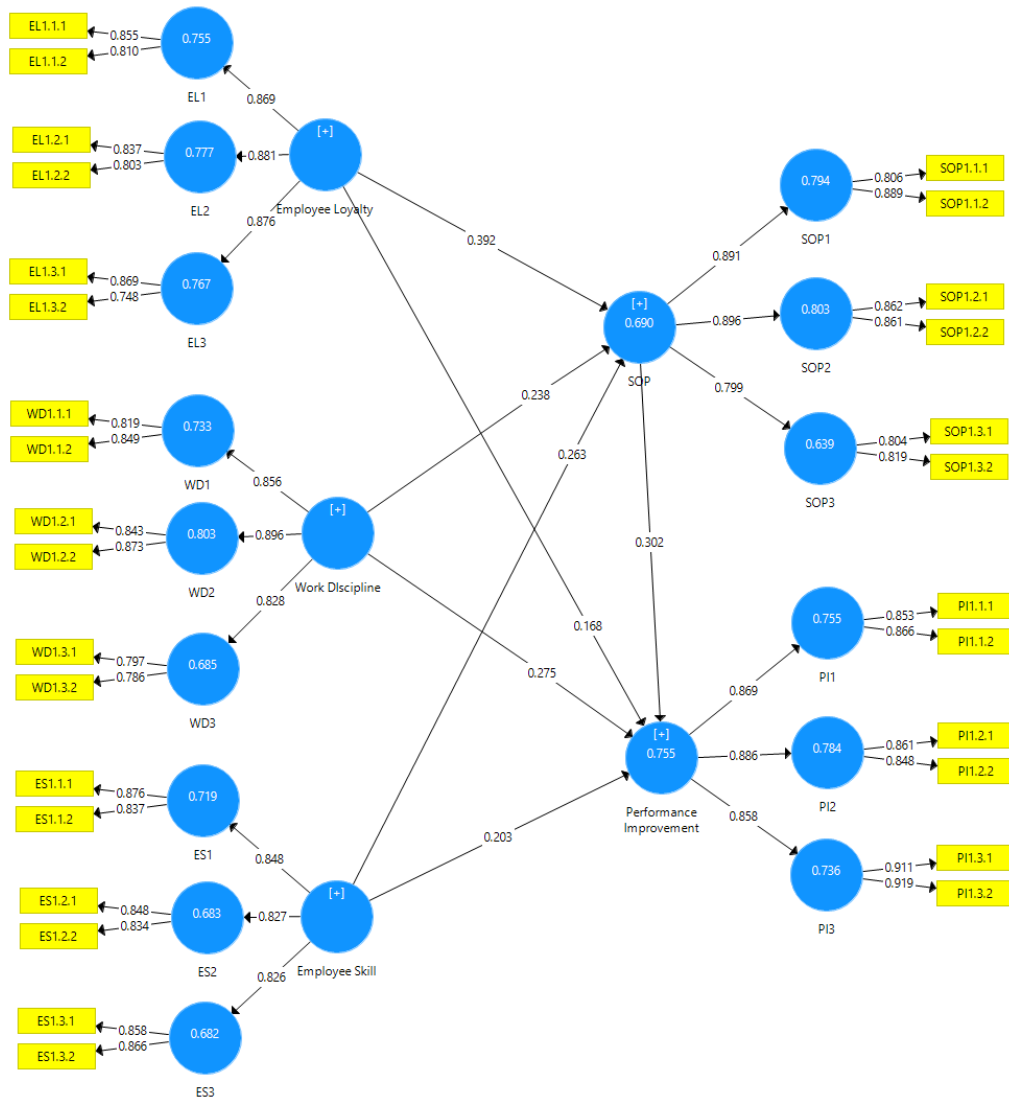 EL1.1.1
0.855
EL1.1.2
0.810
0.755
EL1
0.869
EL1.2.1
0.837
EL1.2.2
0.803
0.777
EL2
0.881
[+]
Employee Loyalty
0.876
EL1.3.1
0.869
EL1.3.2
0.748
0.767
EL3
0.392
0.168
WD1.1.1
0.819
WD1.1.2
0.849
0.733
WD1
0.856
WD1.2.1
0.843
WD1.2.2
0.873
0.803
WD2
0.896
[+]
Work DIscipline
0.828
WD1.3.1
0.797
WD1.3.2
0.786
0.685
WD3
0.238
0.275
ES1.1.1
0.876
ES1.1.2
0.837
0.719
ES1
0.848
ES1.2.1
0.848
ES1.2.2
0.834
0.683
ES2
0.827
[+]
Employee Skill
0.826
ES1.3.1
0.858
ES1.3.2
0.866
0.682
ES3
0.263
0.203
[+]
0.690
SOP
0.302
0.891
0.794
SOP1
0.806
SOP1.1.1
0.889
SOP1.1.2
0.896
0.803
SOP2
0.862
SOP1.2.1
0.861
SOP1.2.2
0.799
0.639
SOP3
0.804
SOP1.3.1
0.819
SOP1.3.2
[+]
0.755
Performance
Improvement
0.869
0.755
PI1
0.853
PI1.1.1
0.866
PI1.1.2
0.886
0.784
PI2
0.861
PI1.2.1
0.848
PI1.2.2
0.858
0.736
PI3
0.911
PI1.3.1
0.919
PI1.3.2